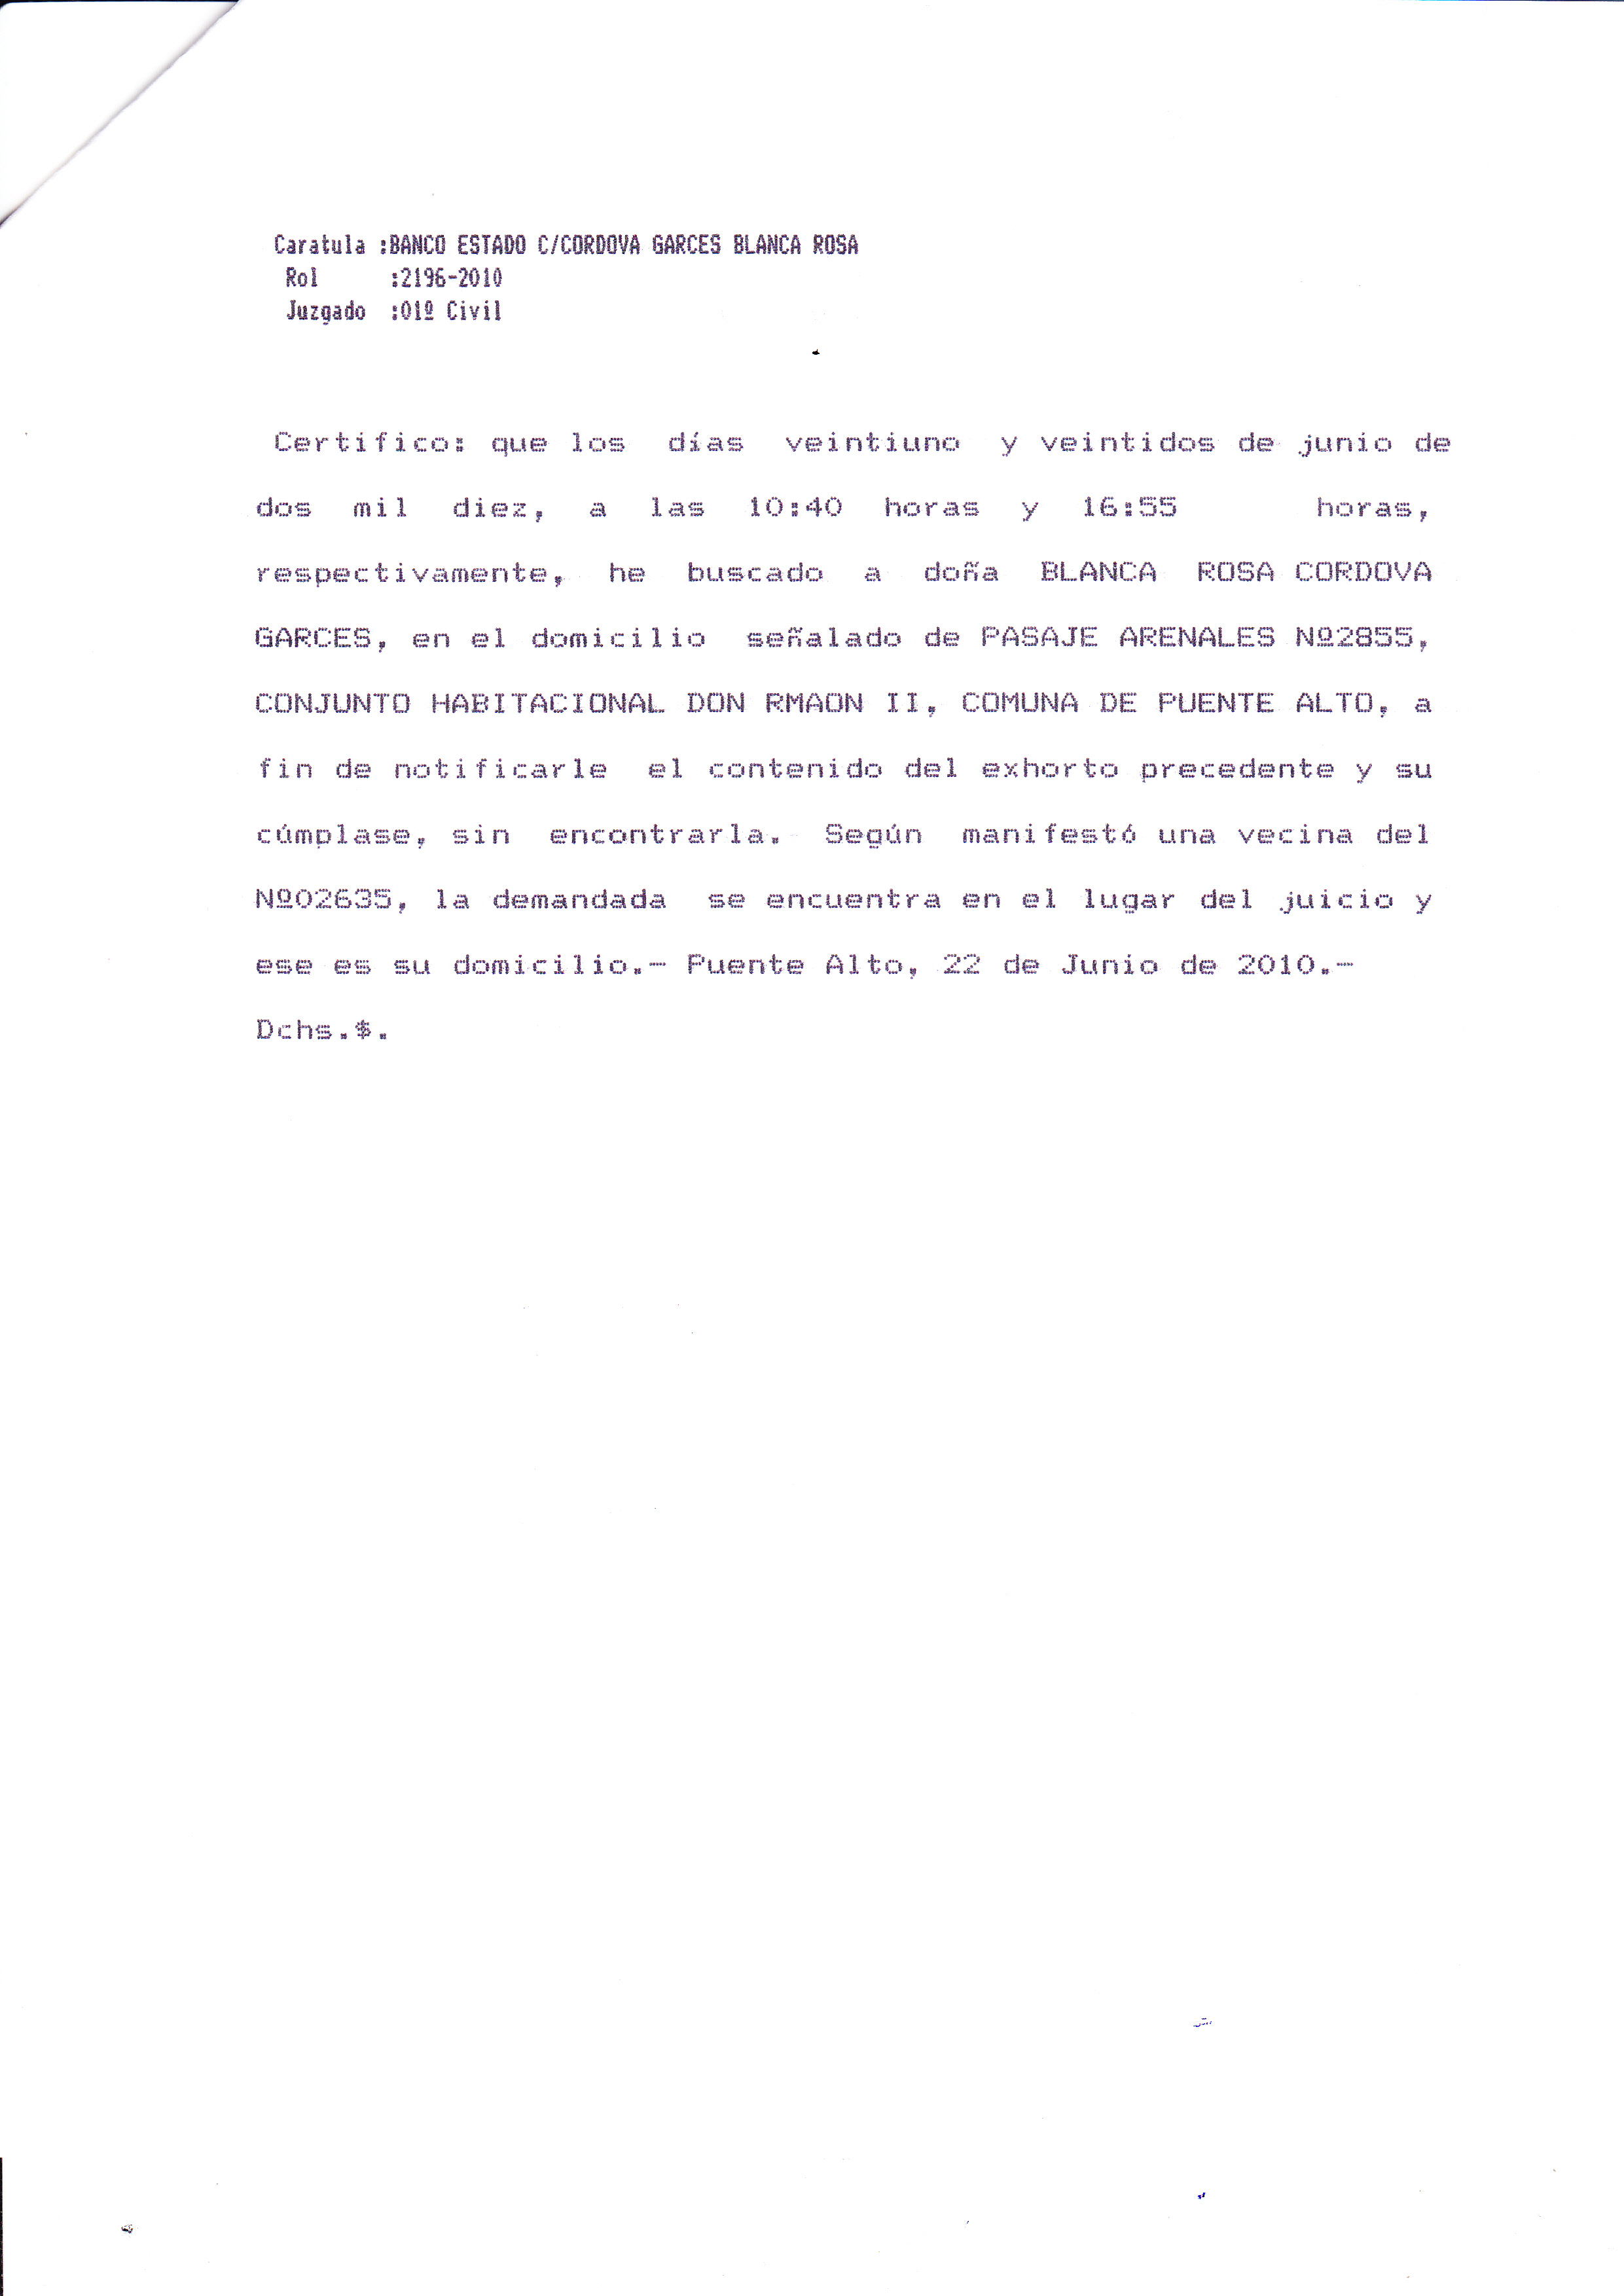 Caratula :BANCO ESTADO C/CORDOVA GARCES BLANCA ROSA
Rol :2196-2010
Juzgado :01º Civil
Certifico: que los días veintiuno y veintidos de junio de
dos mil diez, a las 10:40 horas y 16:55 horas,
respectivamente, he buscado a doña BLANCA ROSA CORDOVA
GARCES, en el domicilio señalado de PASAJE ARENALES Nº2855,
CONJUNTO HABITACIONAL DON RMAON II, COMUNA DE PUENTE ALTO, a
fin de notificarle el contenido del exhorto precedente y su
cúmplase, sin encontrarla. Según manifestó una vecina del
Nº02635, la demandada se encuentra en el lugar del juicio y
ese es su domicilio.- Puente Alto, 22 de Junio de 2010.-
Dchs.$.